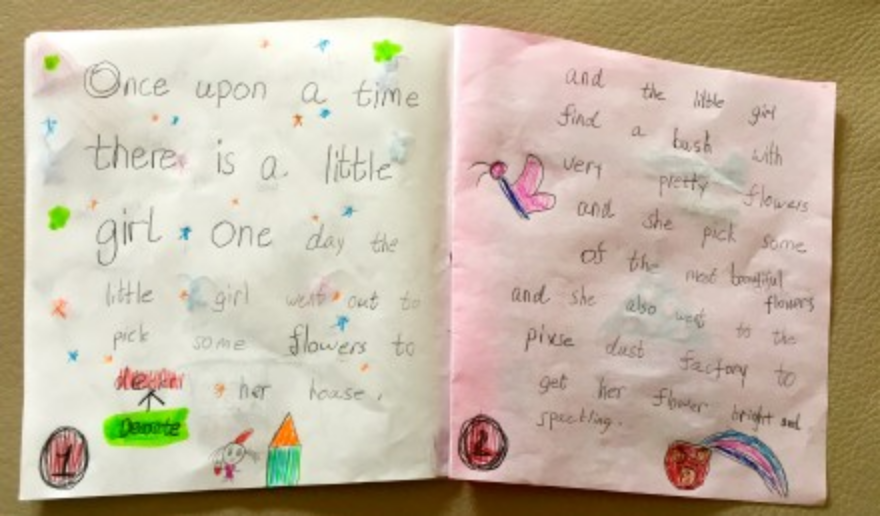 Once upon a time
there is a little
girl One day the
little girl went out to
pick some flowers to
her house.
Decorte
1
and the little girl
find a bush with
very pretty flowers
and she pick some
of the most beautiful
flowers
and she also went to the
pixse dust factory to
get her flower bright and
spactling.
2